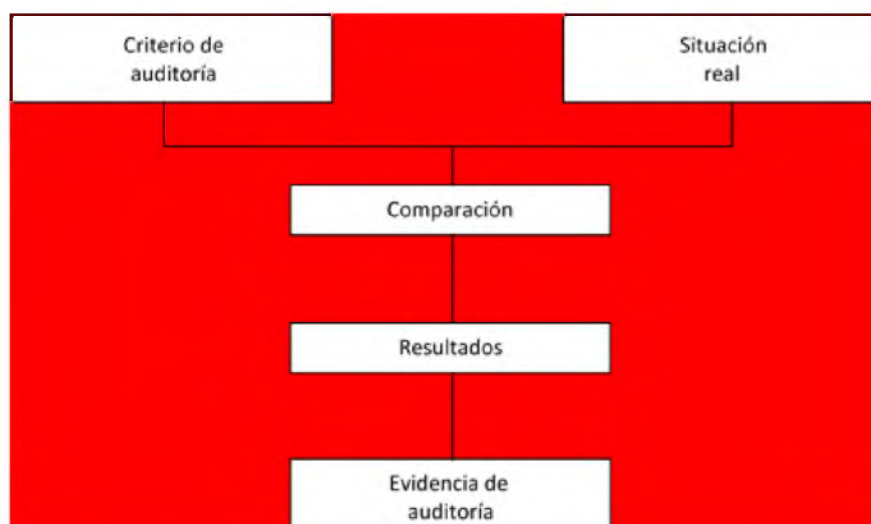 Criterio de
auditoría
Situación
real
Comparación
Resultados
Evidencia de
auditoría